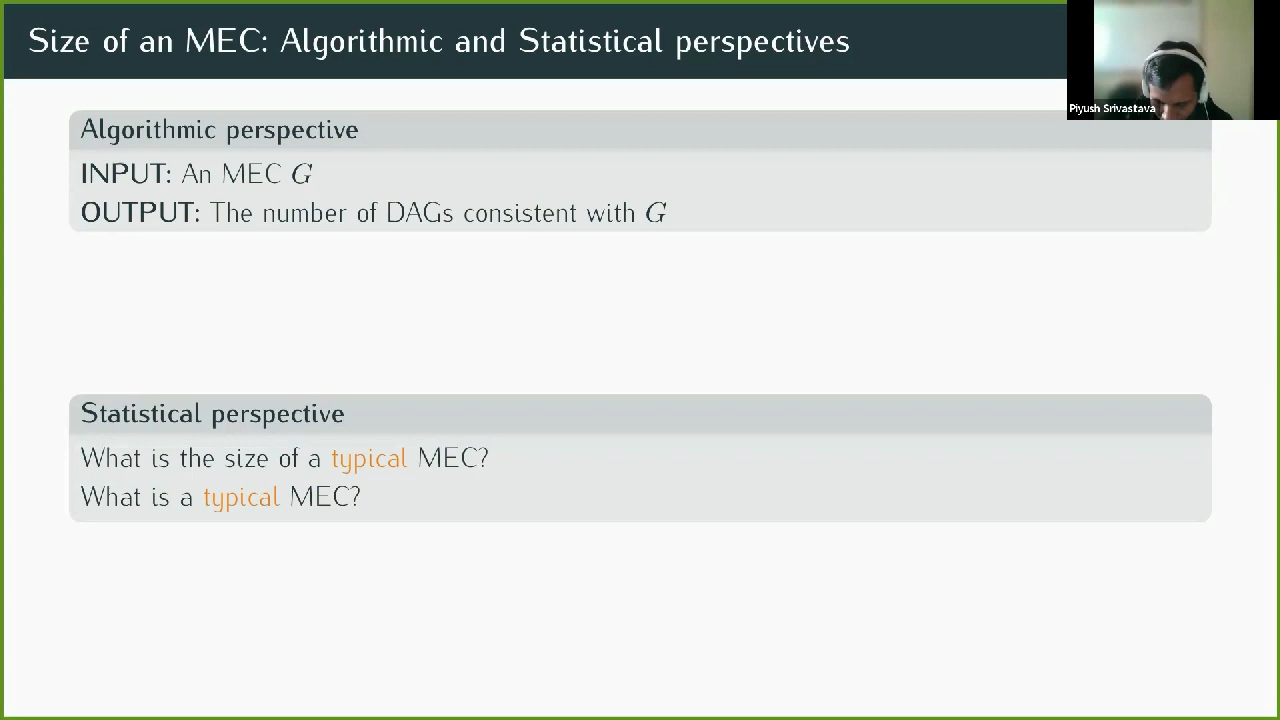 Size of an MEC: Algorithmic and Statistical perspectives
Piyush Srivastava
Algorithmic perspective
INPUT: An MEC G
OUTPUT: The number of DAGs consistent with G
Statistical perspective
What is the size of a typical MEC?
What is a typical MEC?